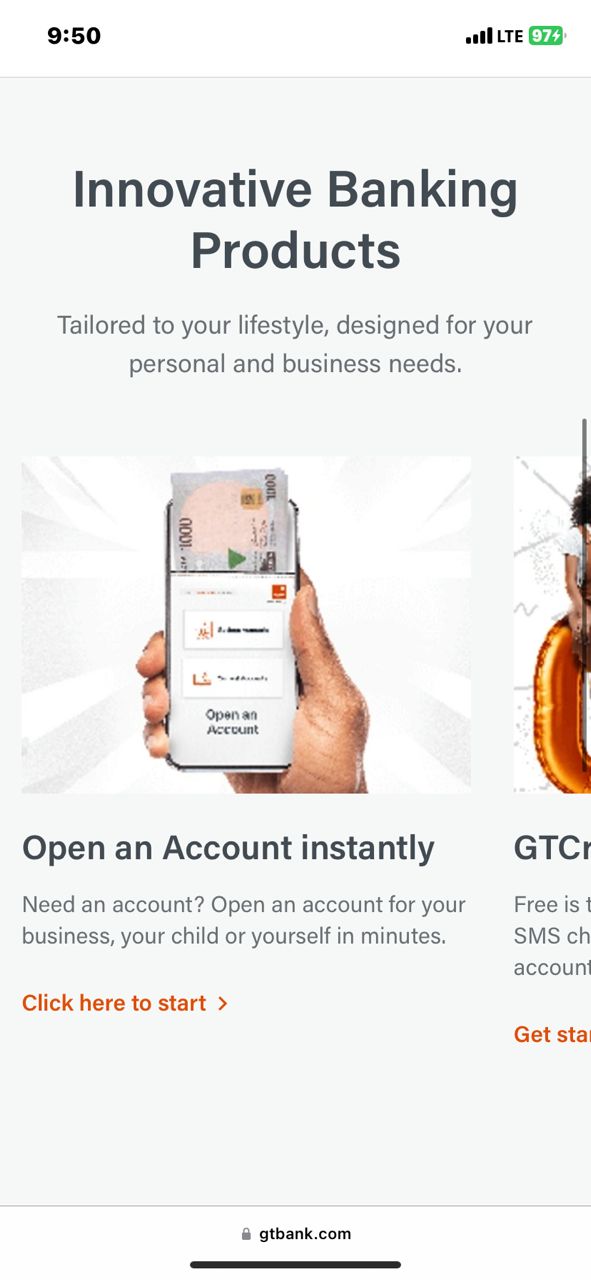 9:50
LTE 97
Innovative Banking
Products
Tailored to your lifestyle, designed for your
personal and business needs.
1000
1000
Open an
Account
Open an Account instantly
Need an account? Open an account for your
business, your child or yourself in minutes.
Click here to start
GTCr
Free is t
SMS ch
account
Get star
gtbank.com